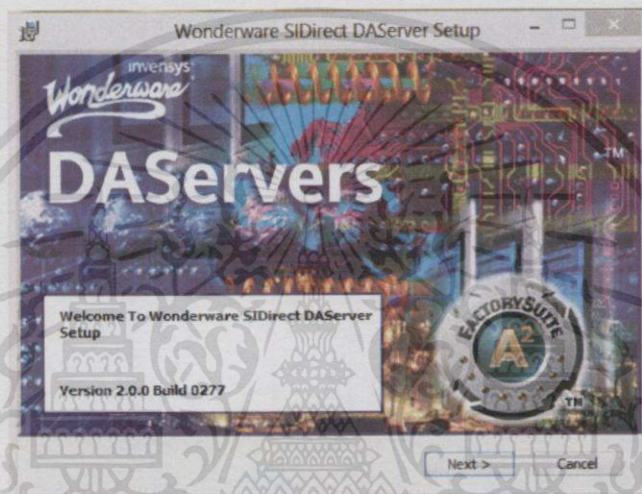 Wonderware SIDirect DAServer Setup
invensys
Wonderware
DAServers
TM
Welcome To Wonderware SIDirect DAServer
Setup
Version 2.0.0 Build 0277
FACTORYSUITE
A2
TM
Next >
Cancel